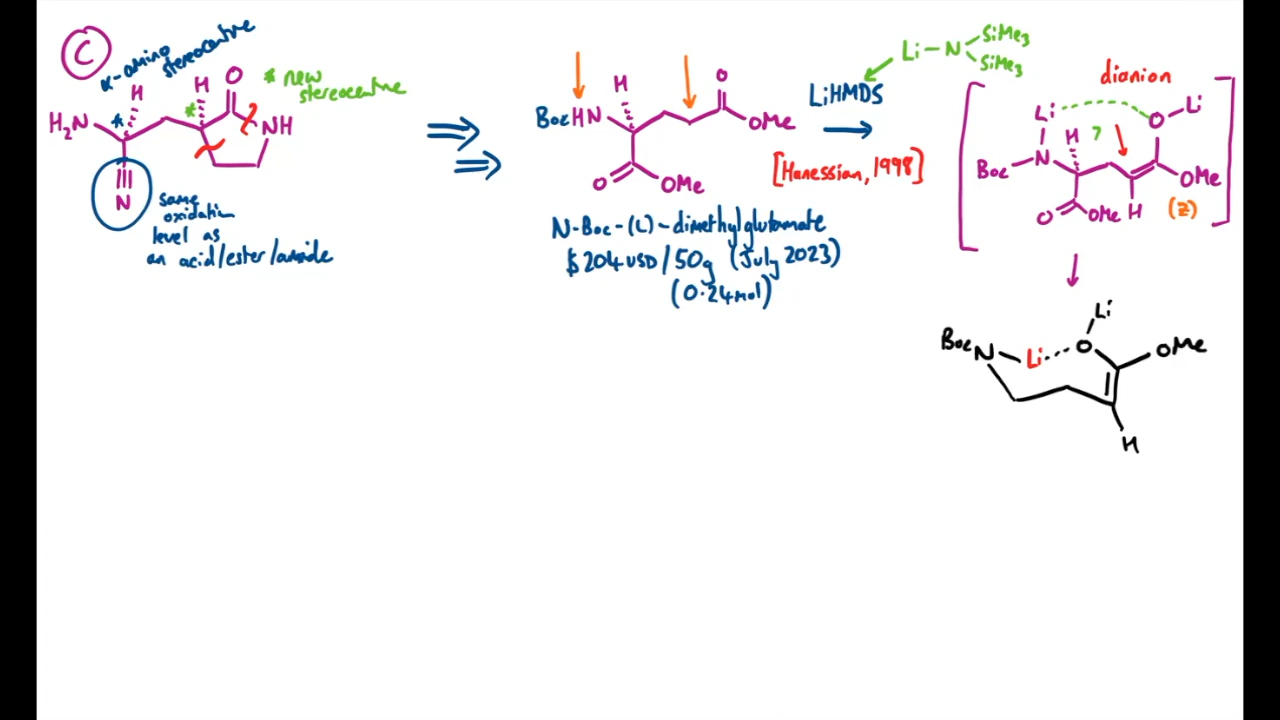 C
α-amino
stereocentre
H
H
O
* new
stereocentre
H₂N
*
*
NH
N
same
oxidation
level as
an acid/ester/amide
H
O
BocHN
OMe
O
OMe
N-Boc-(L)-dimethylglutamate
$204 USD/50g (July 2023)
(0.24mol)
Li-N
SiMe₃
SiMe₃
LiHMDS
[Hanessian, 1998]
dianion
Li
O
Li
H
?
Boc
N
OMe
O
OMe
H
(Z)
Li
BocN
Li
O
OMe
H